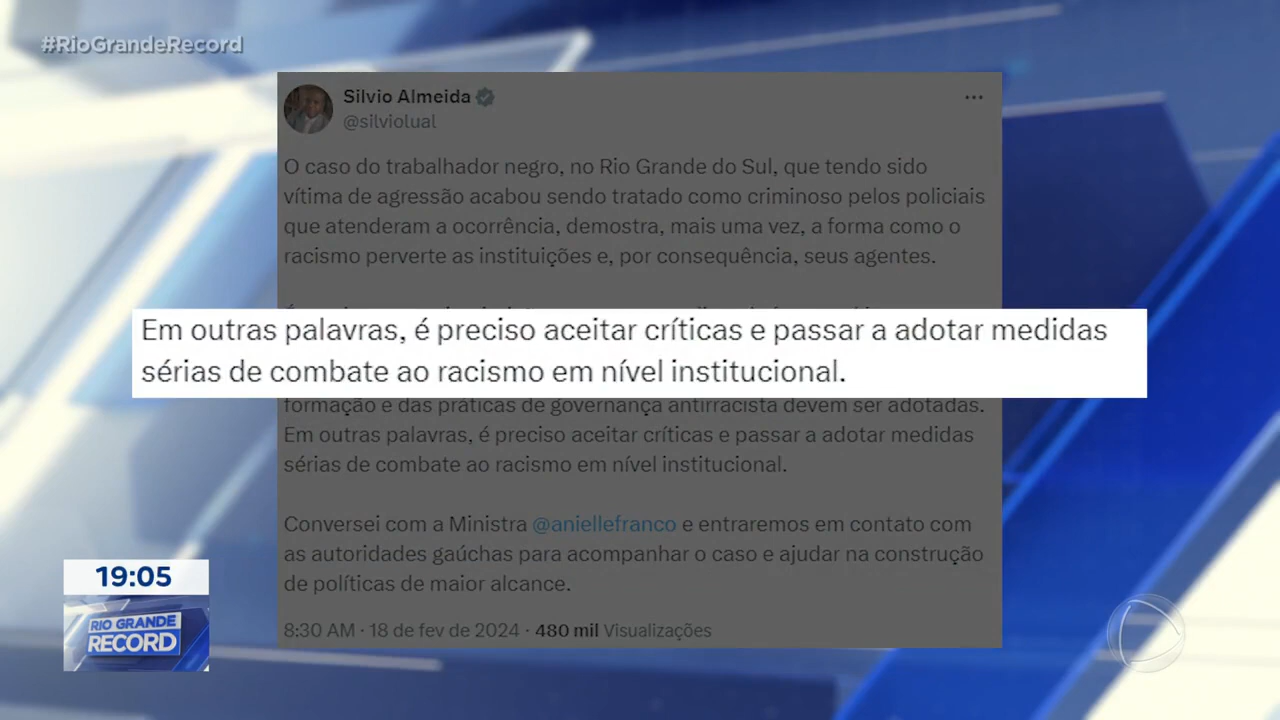 #RioGrandeRecord
Silvio Almeida
@silviolual
O caso do trabalhador negro, no Rio Grande do Sul, que tendo sido
vítima de agressão acabou sendo tratado como criminoso pelos policiais
que atenderam a ocorrência, demostra, mais uma vez, a forma como o
racismo perverte as instituições e, por consequência, seus agentes.
Em outras palavras, é preciso aceitar críticas e passar a adotar medidas
sérias de combate ao racismo em nível institucional.
formação e das práticas de governança antirracista devem ser adotadas.
Em outras palavras, é preciso aceitar críticas e passar a adotar medidas
sérias de combate ao racismo em nível institucional.
Conversei com a Ministra @aniellefranco e entraremos em contato com
as autoridades gaúchas para acompanhar o caso e ajudar na construção
de políticas de maior alcance.
8:30 AM · 18 de fev de 2024 · 480 mil Visualizações
19:05
RIO GRANDE
RECORD